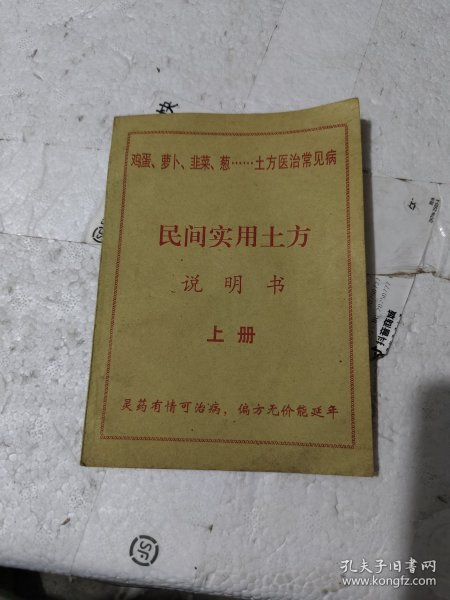 鸡蛋、萝卜、韭菜、葱……土方医治常见病
民间实用土方
说明书
上册
灵药有情可治病，偏方无价能延年
孔夫子旧书网
www.kongfz.com